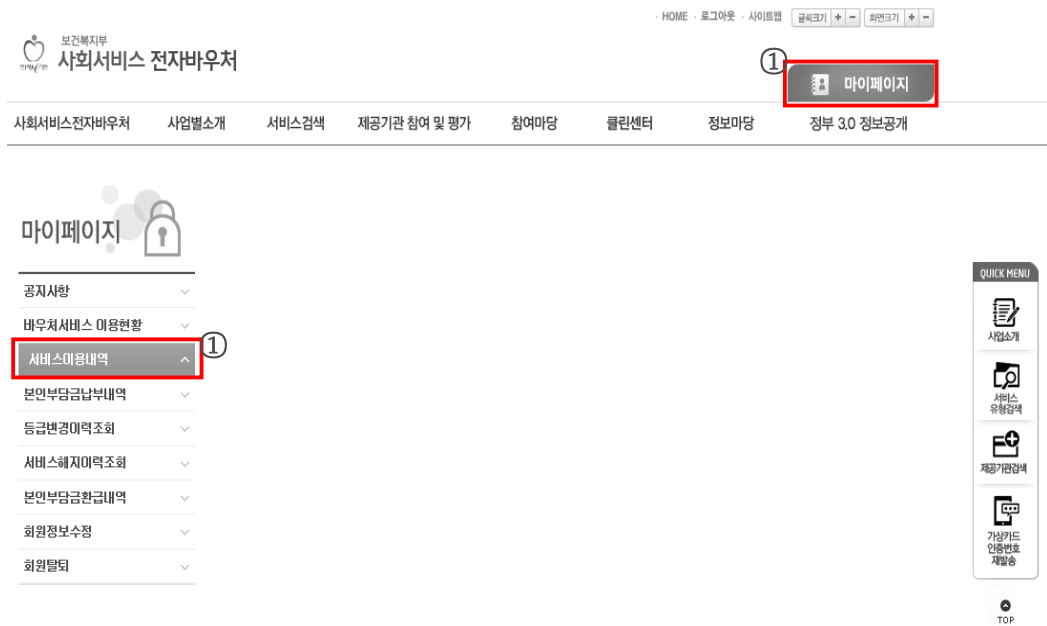 · HOME · 로그아웃 · 사이트맵 글씨크기 + - 화면크기 + -
보건복지부
사회서비스 전자바우처
①
마이페이지
사회서비스전자바우처 사업별소개 서비스검색 제공기관 참여 및 평가 참여마당 클린센터 정보마당 정부 3.0 정보공개
마이페이지
공지사항
바우처서비스 이용현황
서비스이용내역
①
본인부담금납부내역
등급변경이력조회
서비스해지이력조회
본인부담금환급내역
회원정보수정
회원탈퇴
QUICK MENU
사업소개
서비스
유형검색
제공기관검색
가상카드
인증번호
재발송
TOP